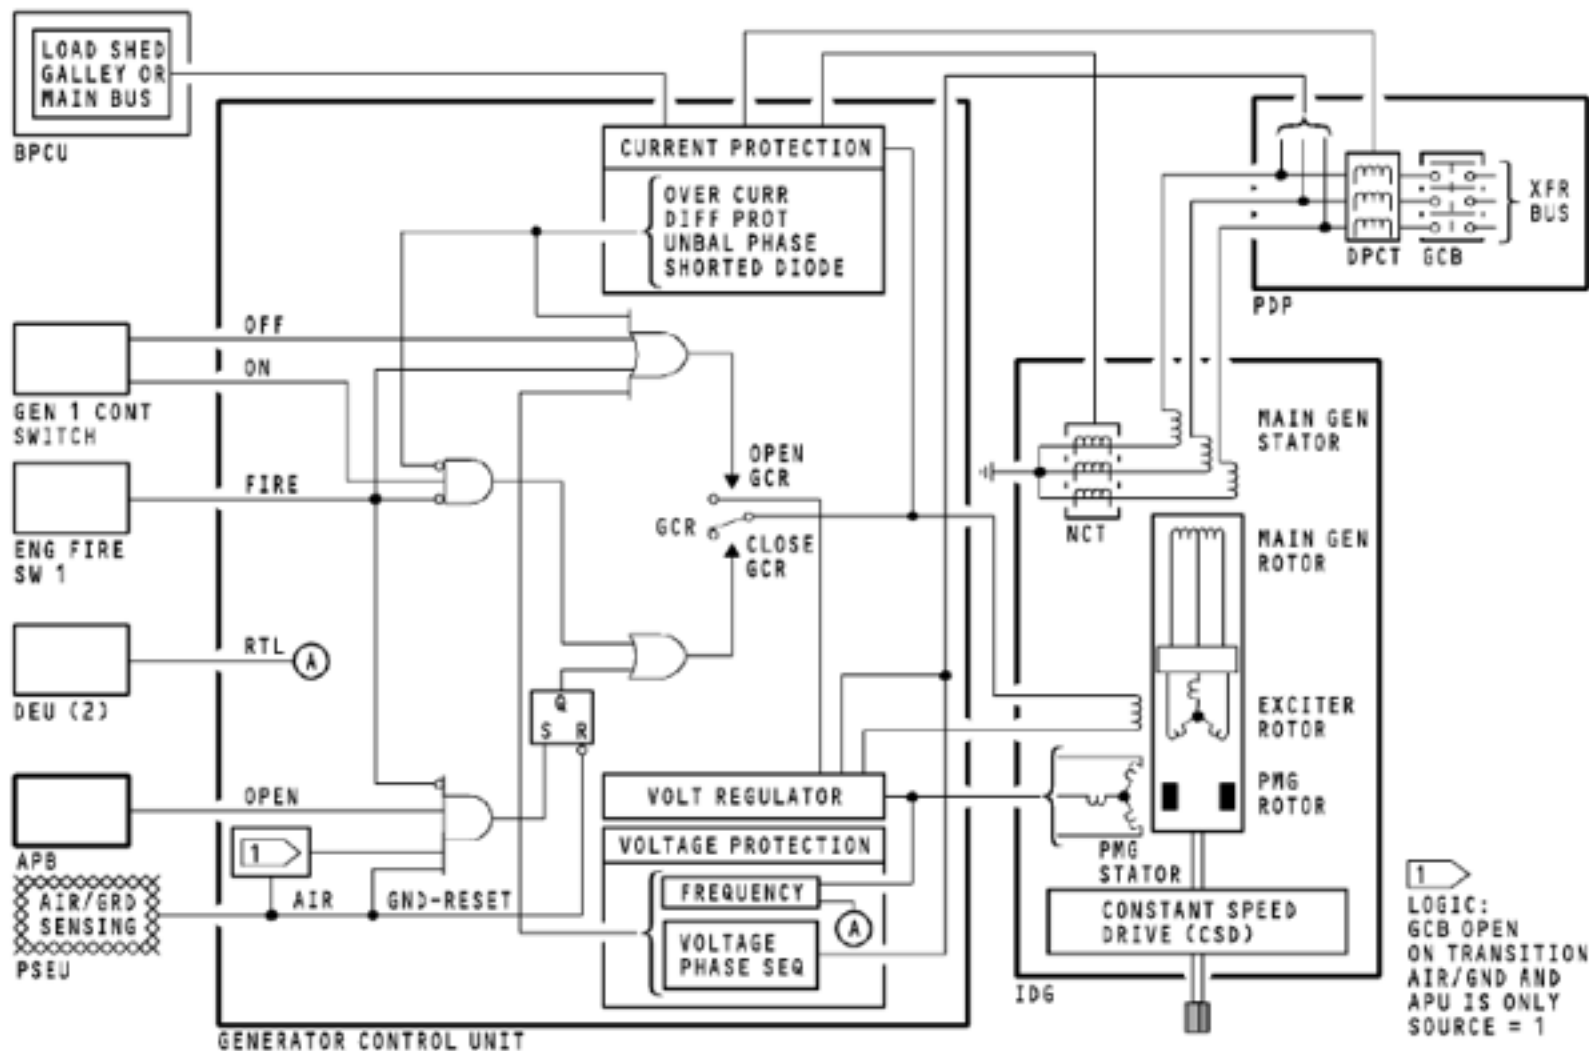 LOAD SHED
GALLEY OR
MAIN BUS
BPCU
CURRENT PROTECTION
OVER CURR
DIFF PROT
UNBAL PHASE
SHORTED DIODE
XFR
BUS
DPCT
GCB
PDP
OFF
ON
GEN 1 CONT
SWITCH
FIRE
ENG FIRE
SW 1
OPEN
GCR
GCR
CLOSE
GCR
MAIN GEN
STATOR
NCT
MAIN GEN
ROTOR
RTL
A
DEU (2)
Q
S R
EXCITER
ROTOR
OPEN
APB
VOLT REGULATOR
PMG
ROTOR
PMG
STATOR
1
AIR/GRD
SENSING
PSEU
AIR
GND-RESET
VOLTAGE PROTECTION
FREQUENCY
A
VOLTAGE
PHASE SEQ
CONSTANT SPEED
DRIVE (CSD)
IDG
GENERATOR CONTROL UNIT
1
LOGIC:
GCB OPEN
ON TRANSITION
AIR/GND AND
APU IS ONLY
SOURCE = 1